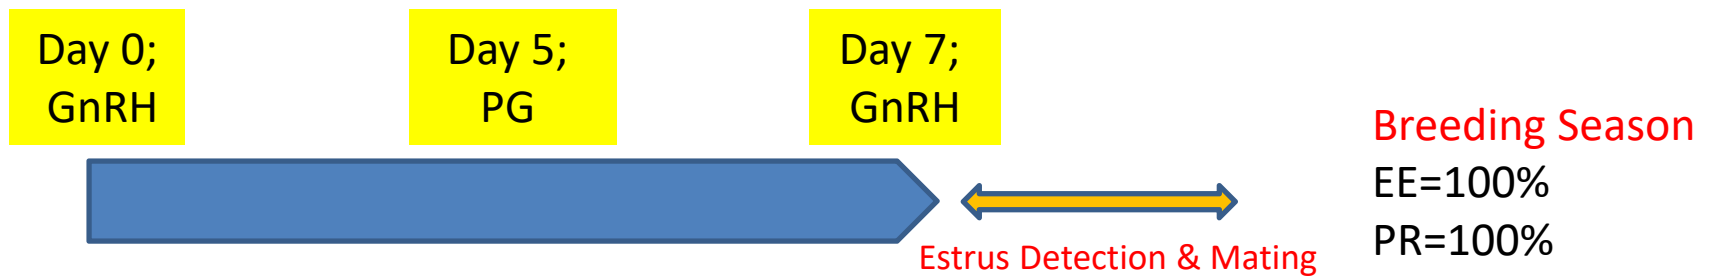 Day 0;
GnRH
Day 5;
PG
Day 7;
GnRH
Breeding Season
EE=100%
PR=100%
Estrus Detection & Mating